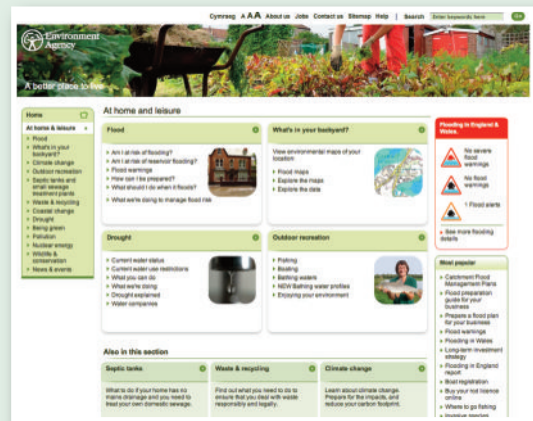 Cymraeg A A A About us Jobs Contact us Sitemap Help | Search Enter keywords here Go
Environment
Agency
A better place to live
Home
At home & leisure
Flood
What's in your
backyard?
Climate change
Outdoor recreation
Septic tanks and
small sewage
treatment plants
Waste & recycling
Coastal change
Drought
Being green
Pollution
Nuclear energy
Wildlife &
conservation
News & events
At home and leisure
Flood
Am I at risk of flooding?
Am I at risk of reservoir flooding?
Flood warnings
How can I be prepared?
What should I do when it floods?
What we're doing to manage flood risk
What's in your backyard?
View environmental maps of your
location
Flood maps
Explore the maps
Explore the data
Drought
Current water status
Current water use restrictions
What you can do
What we're doing
Drought explained
Water companies
Outdoor recreation
Fishing
Boating
Bathing waters
NEW Bathing water profiles
Enjoying your environment
Also in this section
Septic tanks
What to do if your home has no
mains drainage and you need to
treat your own domestic sewage.
Waste & recycling
Find out what you need to do to
ensure that you deal with waste
responsibly and legally.
Climate change
Learn about climate change.
Prepare for the impacts, and
reduce your carbon footprint.
Flooding in England &
Wales.
No severe
flood
warnings
No flood
warnings
1 Flood alerts
See more flooding
details
Most popular
Catchment Flood
Management Plans
Flood preparation
guide for your
business
Prepare a flood plan
for your business
Flood warnings
Flooding in Wales
Long-term investment
strategy
Flooding in England
report
Boat registration
Buy your rod licence
online
Where to go fishing